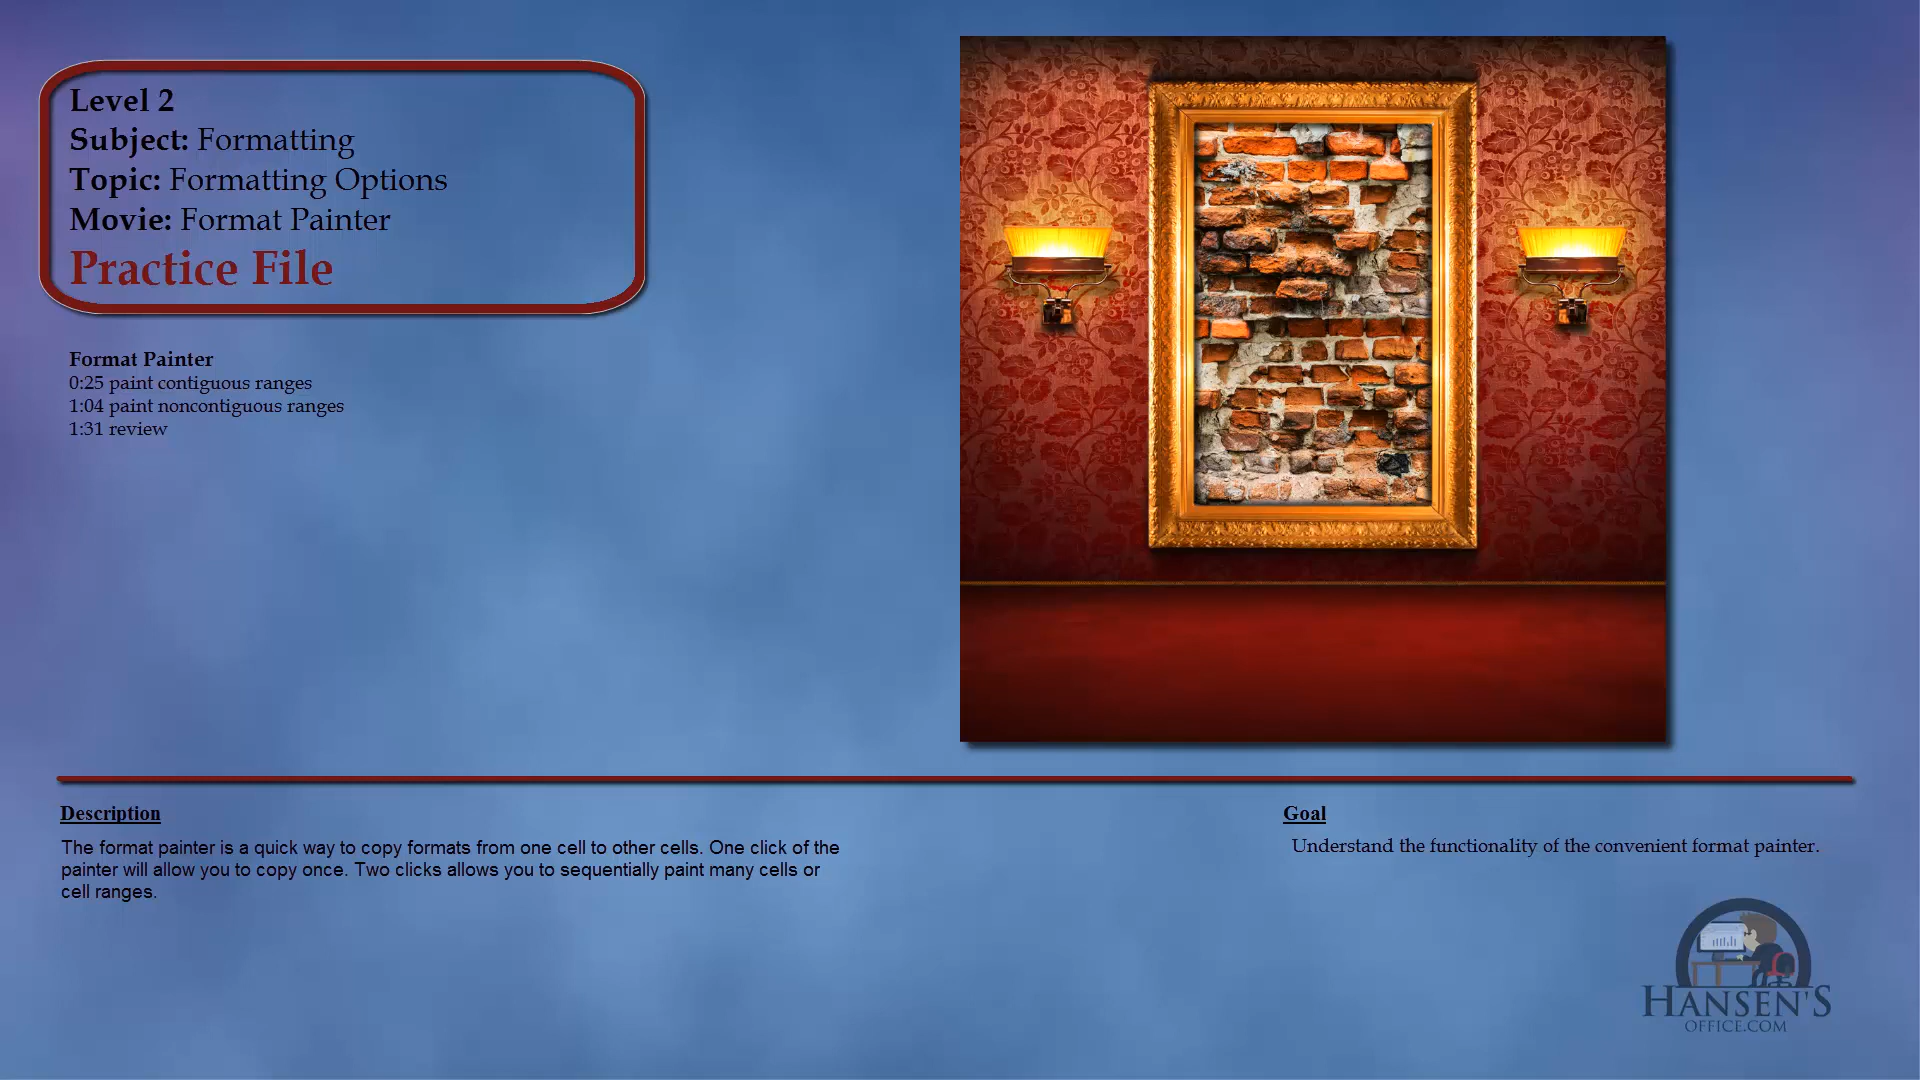 Level 2
Subject: Formatting
Topic: Formatting Options
Movie: Format Painter
Practice File
Format Painter
0:25 paint contiguous ranges
1:04 paint noncontiguous ranges
1:31 review
Description
The format painter is a quick way to copy formats from one cell to other cells. One click of the
painter will allow you to copy once. Two clicks allows you to sequentially paint many cells or
cell ranges.
Goal
Understand the functionality of the convenient format painter.
HANSEN'S
OFFICE.COM